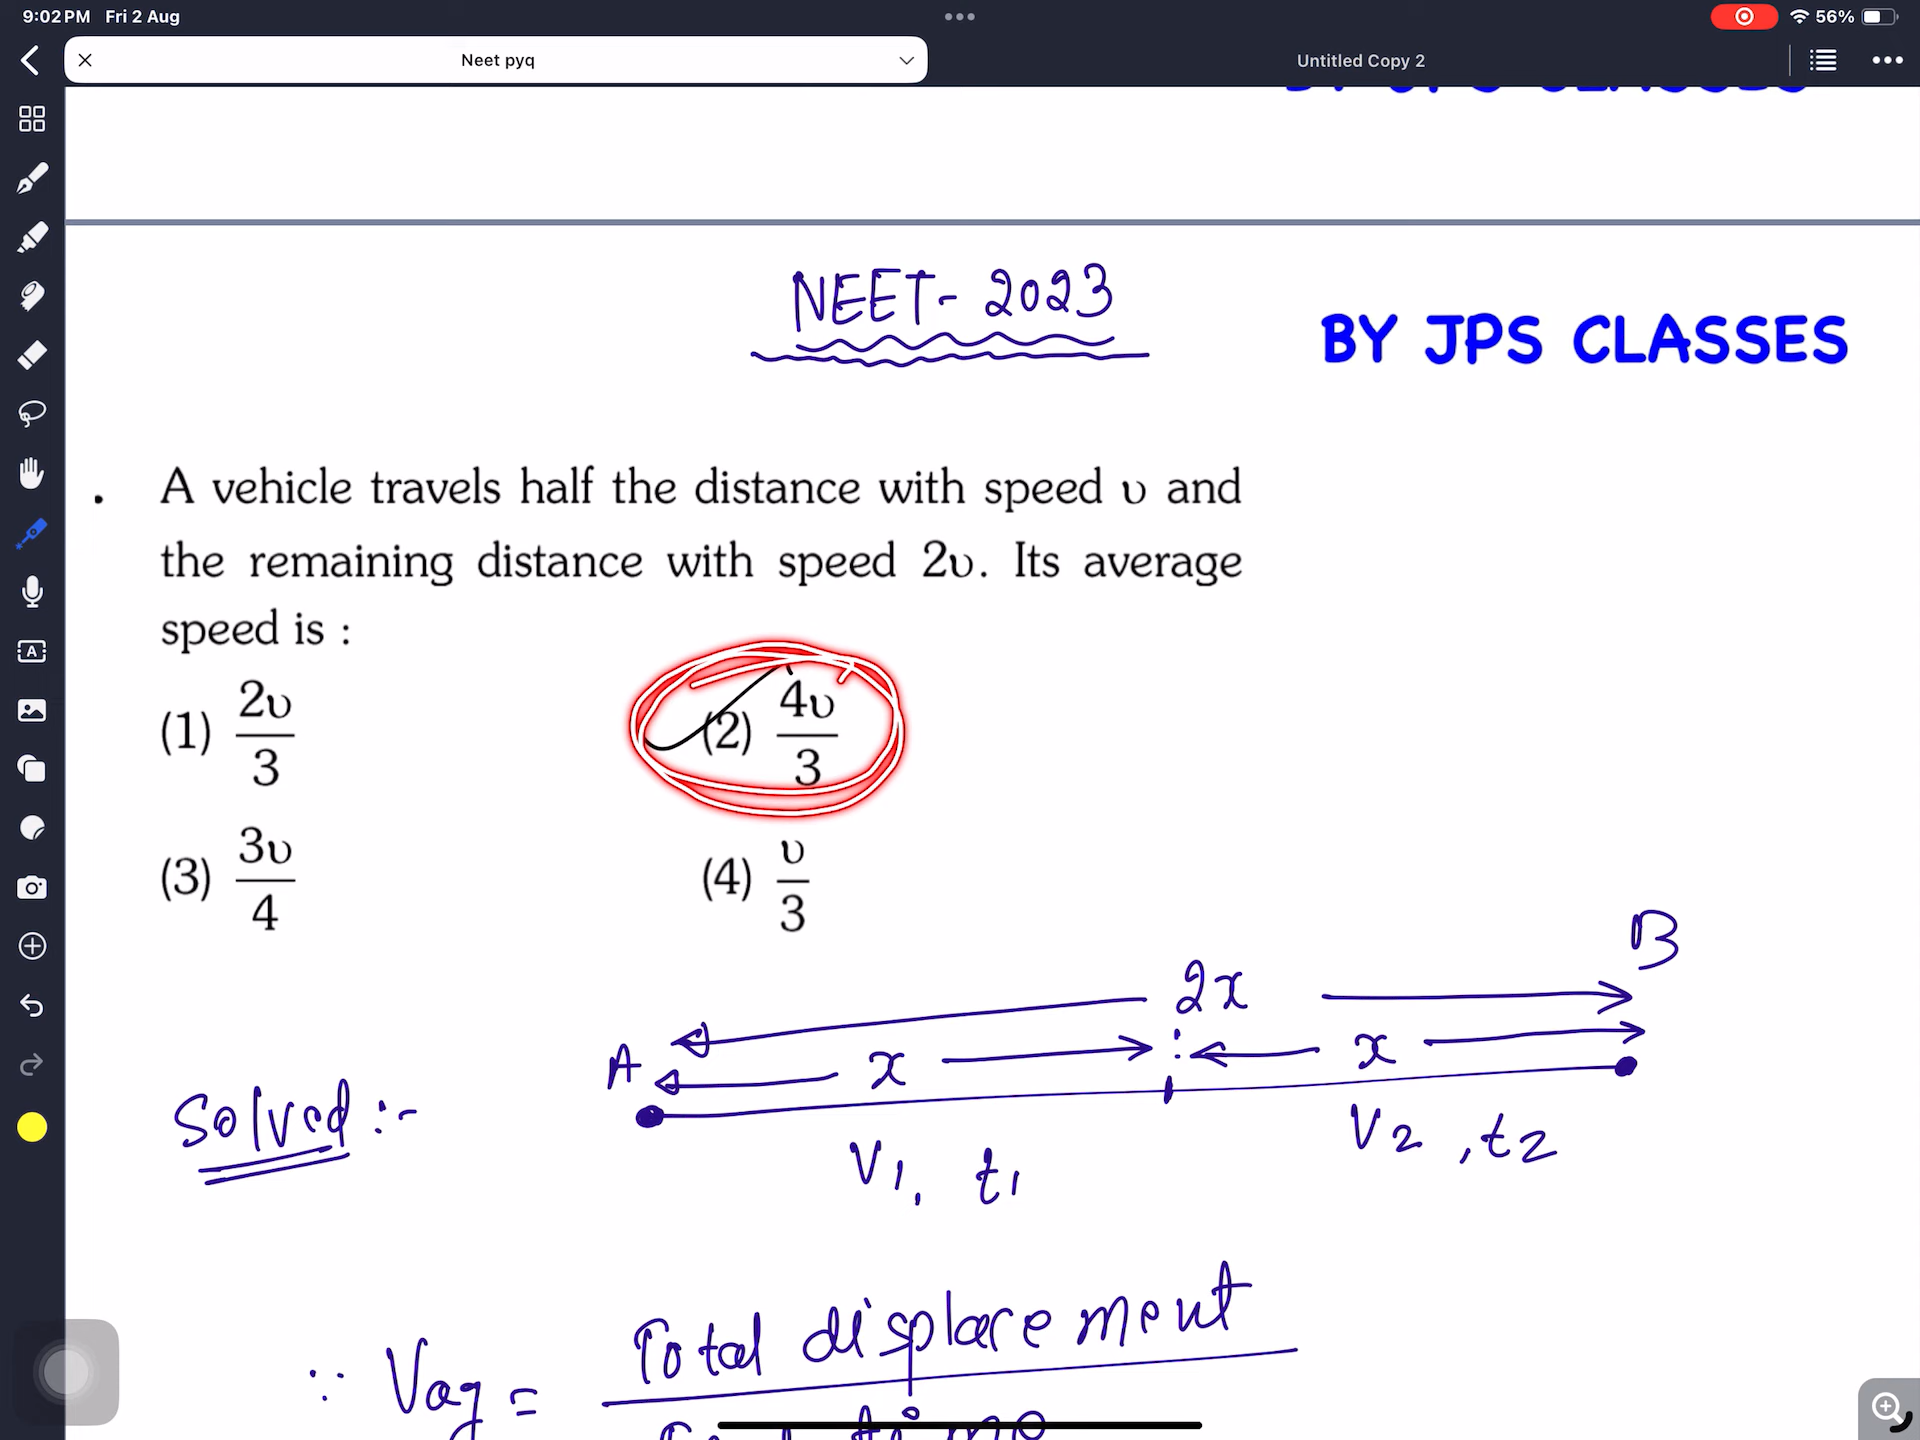 9:02 PM Fri 2 Aug
56%
Neet pyq
Untitled Copy 2
NEET- 2023
BY JPS CLASSES
. A vehicle travels half the distance with speed υ and
the remaining distance with speed 2υ. Its average
speed is :
(1) 2υ/3
(2) 4υ/3
(3) 3υ/4
(4) υ/3
B
2x
A x x
Solved :-
V1, t1
V2, t2
∵ Vag = Total displacement